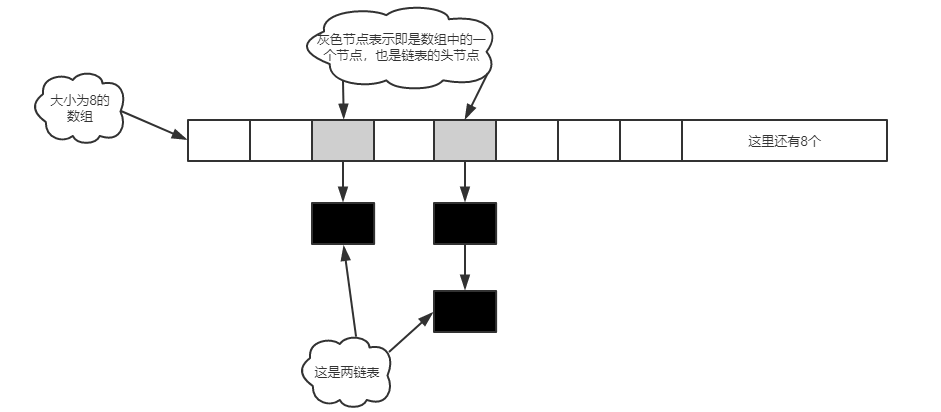 灰色节点表示即是数组中的一
个节点，也是链表的头节点
大小为8的
数组
这里还有8个
这是两链表